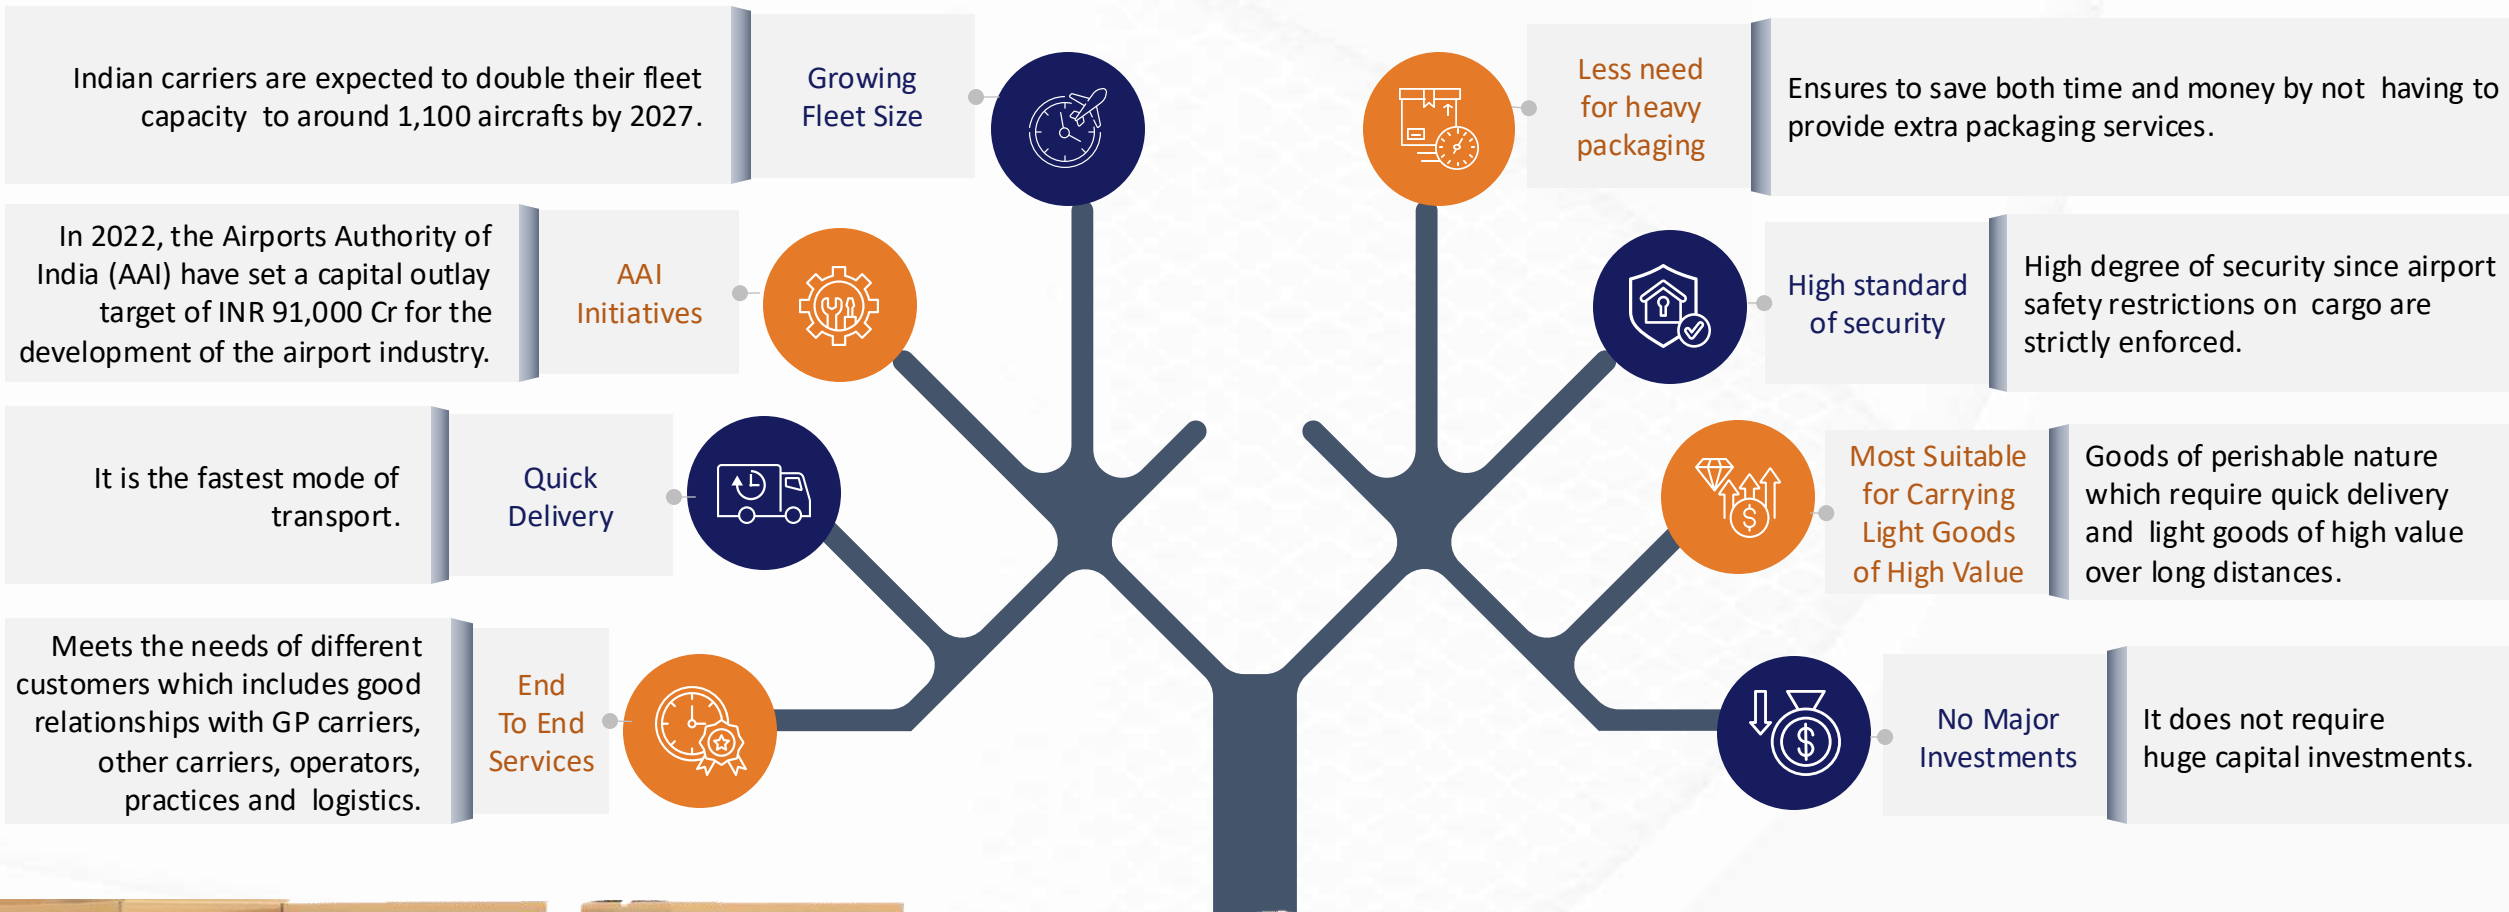 Indian carriers are expected to double their fleet
capacity to around 1,100 aircrafts by 2027.
Growing
Fleet Size
In 2022, the Airports Authority of
India (AAI) have set a capital outlay
target of INR 91,000 Cr for the
development of the airport industry.
AAI
Initiatives
It is the fastest mode of
transport.
Quick
Delivery
Meets the needs of different
customers which includes good
relationships with GP carriers,
other carriers, operators,
practices and logistics.
End
To End
Services
Less need
for heavy
packaging
Ensures to save both time and money by not having to
provide extra packaging services.
High standard
of security
High degree of security since airport
safety restrictions on cargo are
strictly enforced.
Most Suitable
for Carrying
Light Goods
of High Value
Goods of perishable nature
which require quick delivery
and light goods of high value
over long distances.
No Major
Investments
It does not require
huge capital investments.